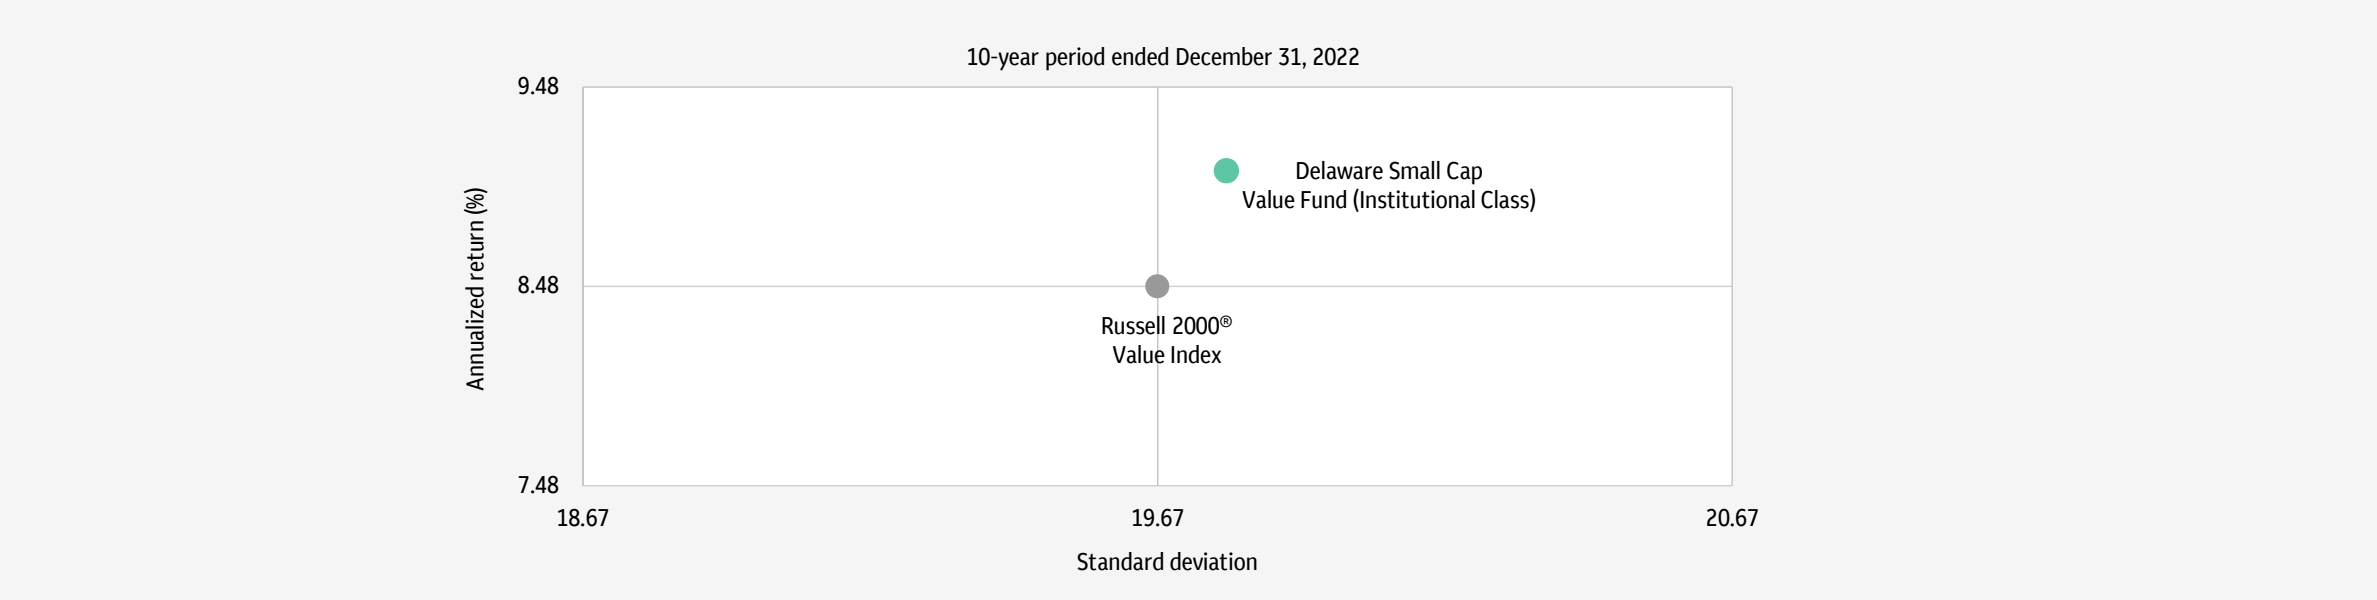 10-year period ended December 31, 2022
9.48
Delaware Small Cap
Value Fund (Institutional Class)
Annualized return (%)
8.48
Russell 2000®
Value Index
7.48
18.67
19.67
20.67
Standard deviation